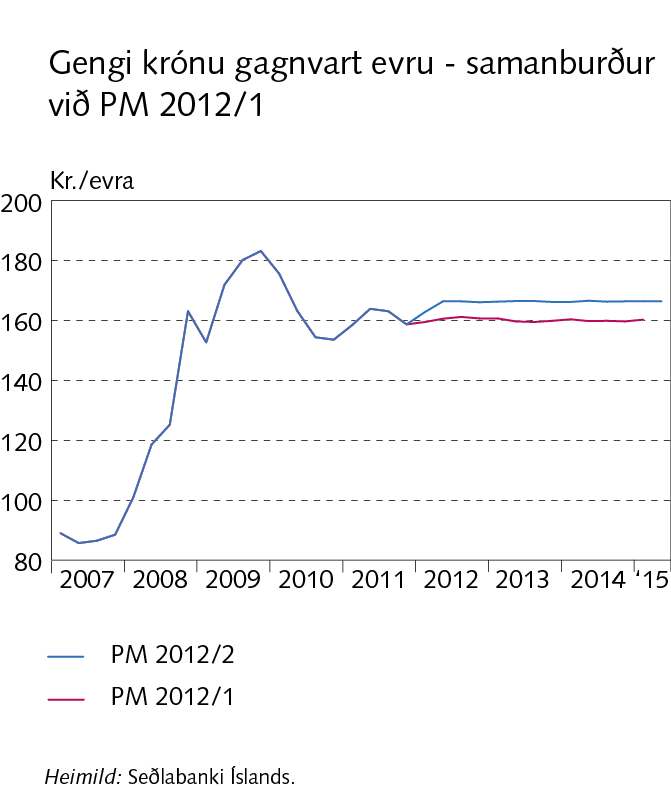 Gengi krónu gagnvart evru - samanburður
við PM 2012/1
Kr./evra
200
180
160
140
120
100
80
2007 2008 2009 2010 2011 2012 2013 2014 '15
PM 2012/2
PM 2012/1
Heimild: Seðlabanki Íslands.